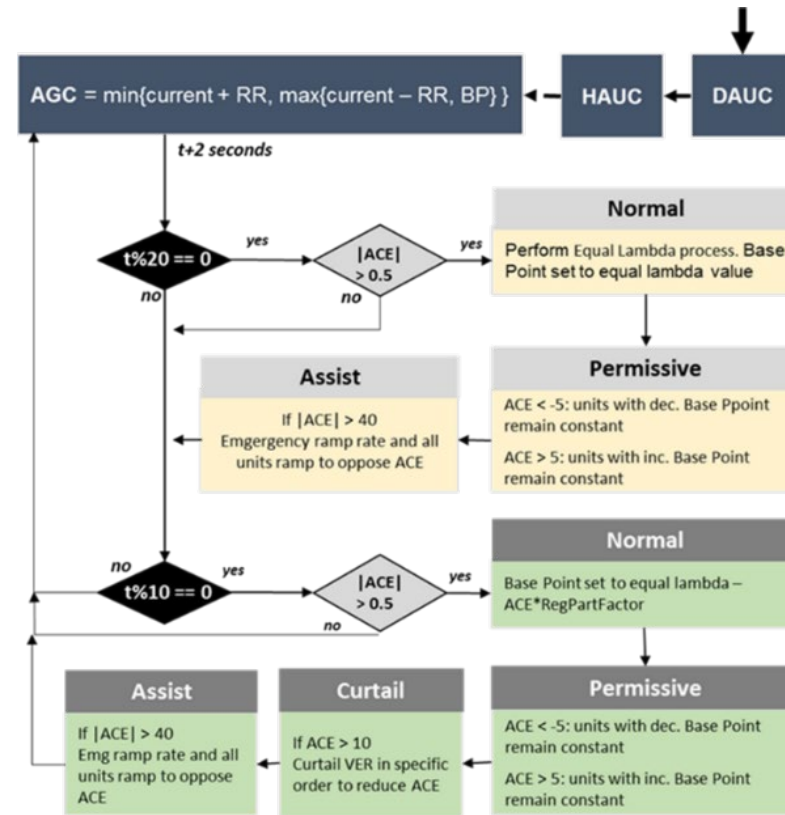 AGC = min{current + RR, max{current – RR, BP} }
HAUC
DAUC
t+2 seconds
t%20 == 0
yes
|ACE|
> 0.5
yes
no
no
Normal
Perform Equal Lambda process. Base
Point set to equal lambda value
Permissive
ACE < -5: units with dec. Base Ppoint
remain constant
ACE > 5: units with inc. Base Point
remain constant
Assist
If |ACE| > 40
Emgergency ramp rate and all
units ramp to oppose ACE
no
t%10 == 0
yes
|ACE|
> 0.5
yes
no
Normal
Base Point set to equal lambda –
ACE*RegPartFactor
Permissive
ACE < -5: units with dec. Base Point
remain constant
ACE > 5: units with inc. Base Point
remain constant
Curtail
If ACE > 10
Curtail VER in specific
order to reduce ACE
Assist
If |ACE| > 40
Emg ramp rate and all
units ramp to oppose
ACE